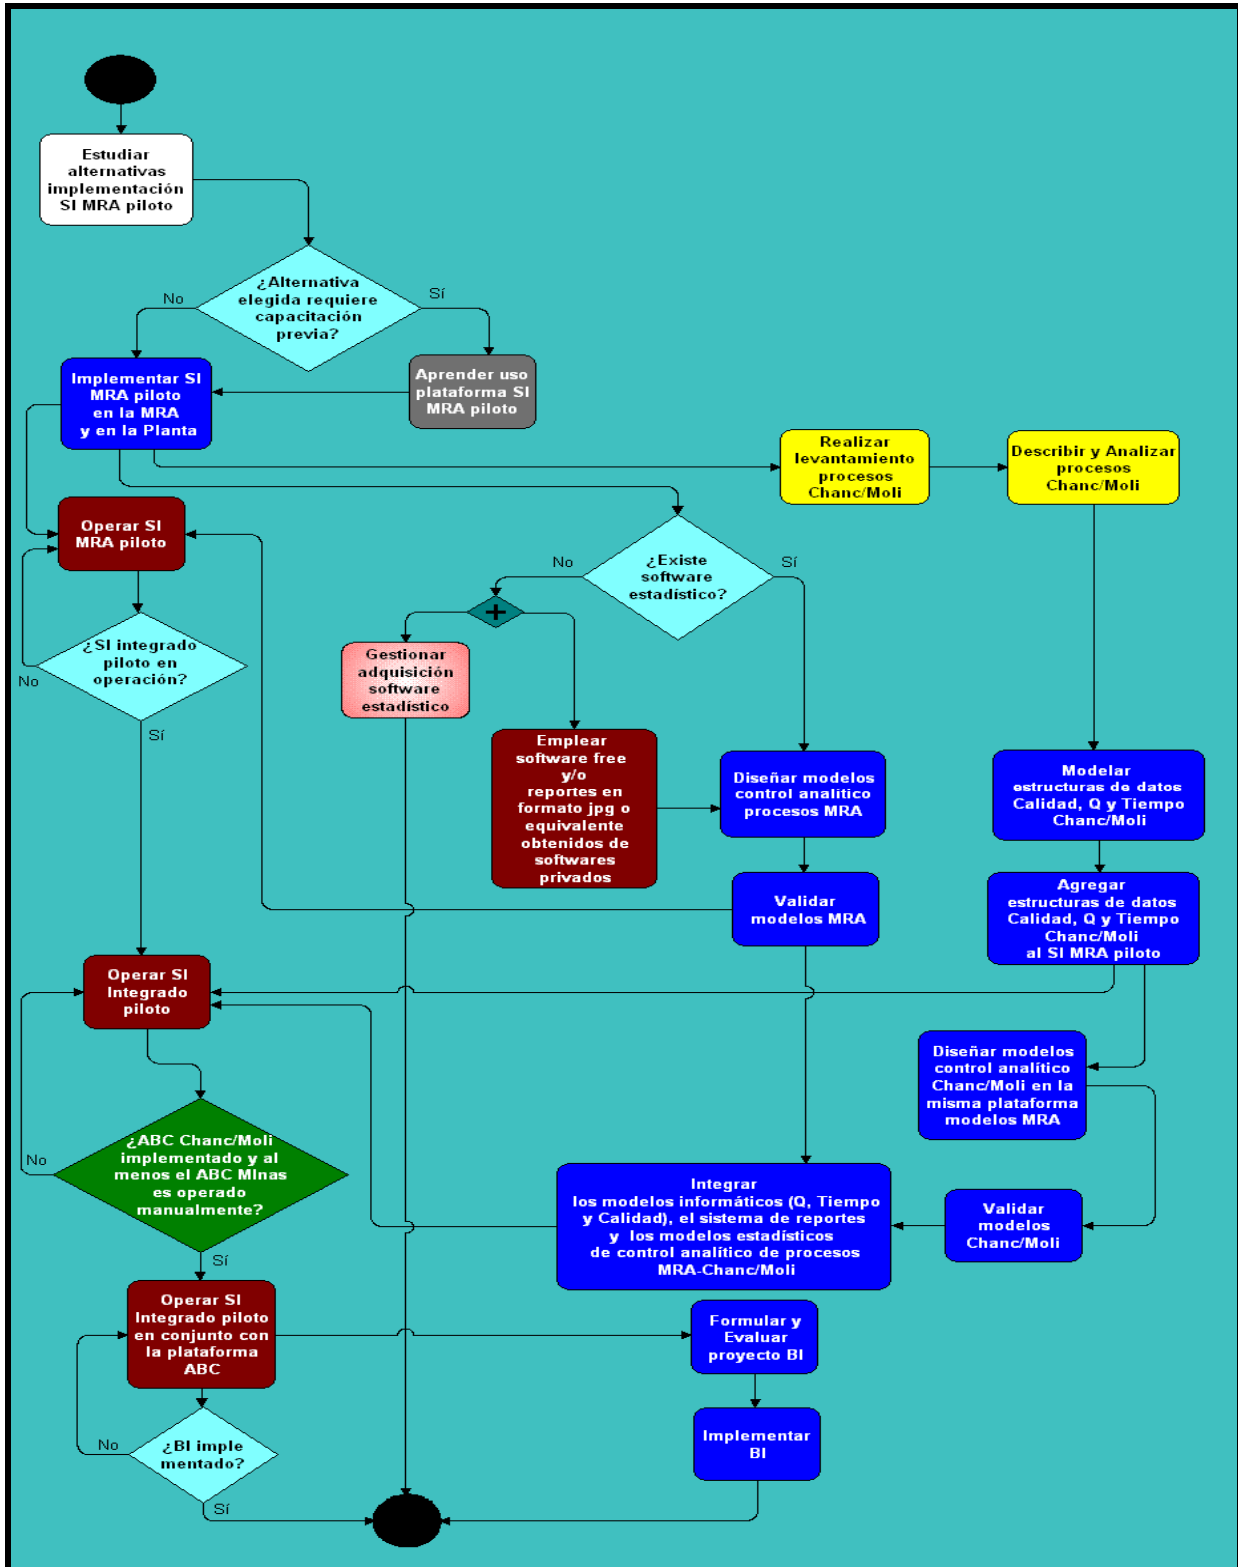 Estudiar
alternativas
implementación
SI MRA piloto
¿Alternativa
elegida requiere
capacitación
previa?
No
Sí
Implementar SI
MRA piloto
en la MRA
y en la Planta
Aprender uso
plataforma SI
MRA piloto
Realizar
levantamiento
procesos
Chanc/Moli
Describir y Analizar
procesos
Chanc/Moli
Operar SI
MRA piloto
¿Existe
software
estadístico?
No
Sí
¿SI integrado
piloto en
operación?
No
Sí
Gestionar
adquisición
software
estadístico
Emplear
software free
y/o
reportes en
formato jpg o
equivalente
obtenidos de
softwares
privados
Diseñar modelos
control analítico
procesos MRA
Modelar
estructuras de datos
Calidad, Q y Tiempo
Chanc/Moli
Validar
modelos MRA
Agregar
estructuras de datos
Calidad, Q y Tiempo
Chanc/Moli
al SI MRA piloto
Operar SI
Integrado
piloto
Diseñar modelos
control analítico
Chanc/Moli en la
misma plataforma
modelos MRA
¿ABC Chanc/Moli
implementado y al
menos el ABC MInas
es operado
manualmente?
No
Sí
Integrar
los modelos informáticos (Q, Tiempo
y Calidad), el sistema de reportes
y los modelos estadísticos
de control analítico de procesos
MRA-Chanc/Moli
Validar
modelos
Chanc/Moli
Operar SI
Integrado piloto
en conjunto con
la plataforma
ABC
Formular y
Evaluar
proyecto BI
¿BI imple
mentado?
No
Sí
Implementar
BI